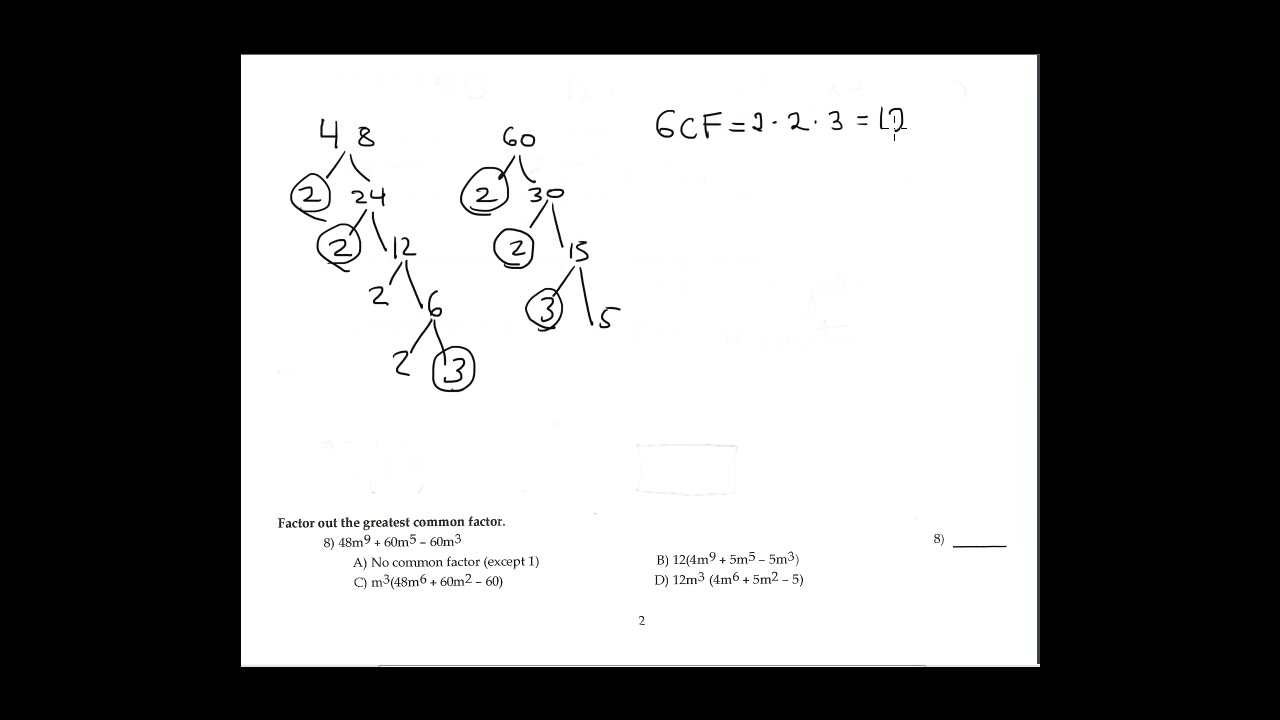 48 60 GCF = 2 · 2 · 3 = 12
2 24 2 30
2 12 2 15
2 6 3 5
2 3
Factor out the greatest common factor.
8) 48m⁹ + 60m⁵ – 60m³ 8) ______
A) No common factor (except 1) B) 12(4m⁹ + 5m⁵ – 5m³)
C) m³(48m⁶ + 60m² – 60) D) 12m³ (4m⁶ + 5m² – 5)
2